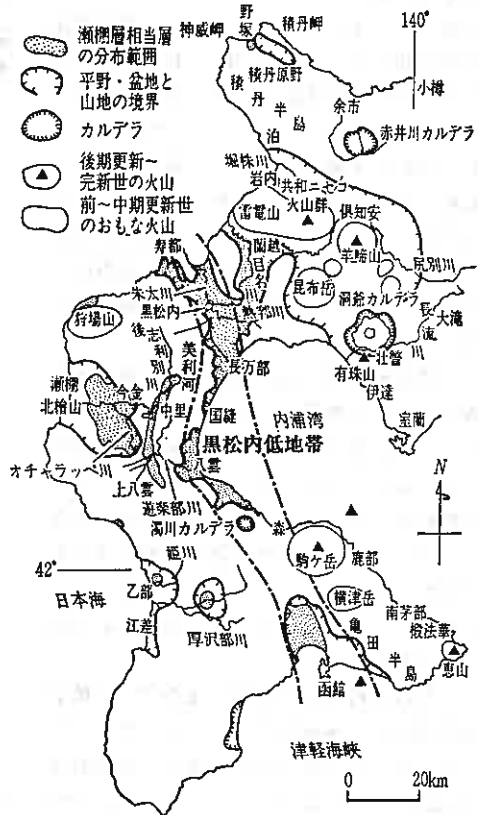 瀬棚層相当層
の分布範囲
平野・盆地と
山地の境界
カルデラ
後期更新〜
完新世の火山
前〜中期更新世
のおもな火山
140°
野塚
神威岬
積丹岬
積丹原野
積丹半島
小樽
余市
赤井川カルデラ
泊
堀株川
岩内
共和
ニセコ
火山群
雷電山
倶知安
羊蹄山
尻別川
寿都
蘭越
目名川
昆布岳
洞爺カルデラ
大滝
長流川
朱太川
黒松内
熱郛川
狩場山
後志利別川
美利河
長万部
有珠山
壮瞥
伊達
室蘭
瀬棚
今金
北檜山
中里
国縫
内浦湾
黒松内低地帯
オチャラッペ川
八雲
上八雲
遊楽部川
濁川カルデラ
森
N
姫川
駒ケ岳
鹿部
42°
乙部
日本海
横津岳
南茅部
椴法華
江差
厚沢部川
亀田半島
恵山
函館
津軽海峡
0
20km